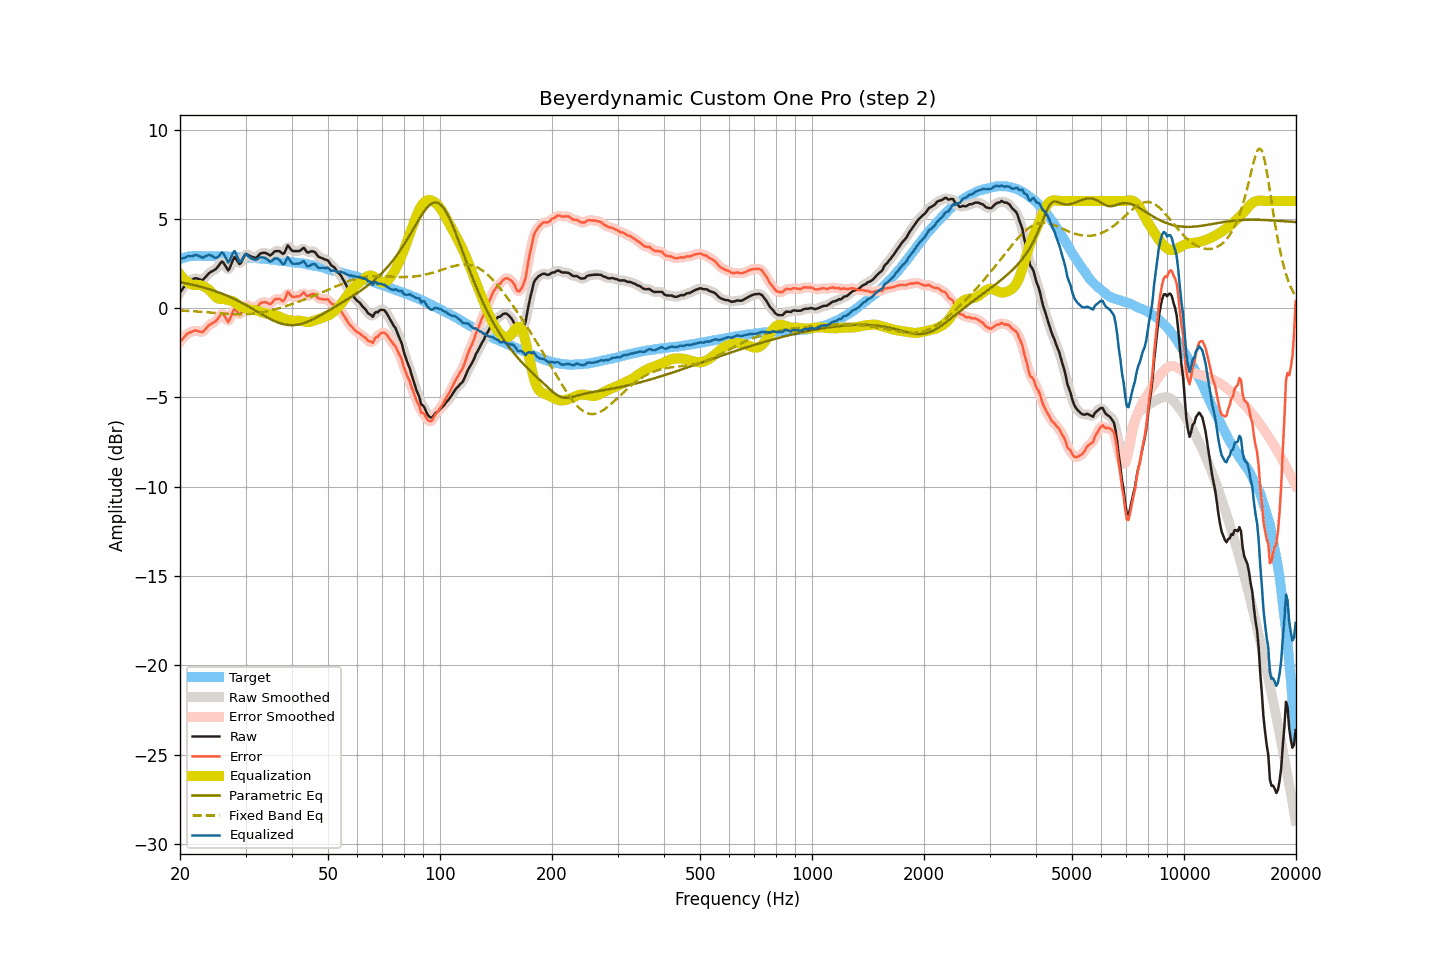 Beyerdynamic Custom One Pro (step 2)
10
5
0
−5
−10
−15
−20
−25
−30
Amplitude (dBr)
Target
Raw Smoothed
Error Smoothed
Raw
Error
Equalization
Parametric Eq
Fixed Band Eq
Equalized
20 50 100 200 500 1000 2000 5000 10000 20000
Frequency (Hz)